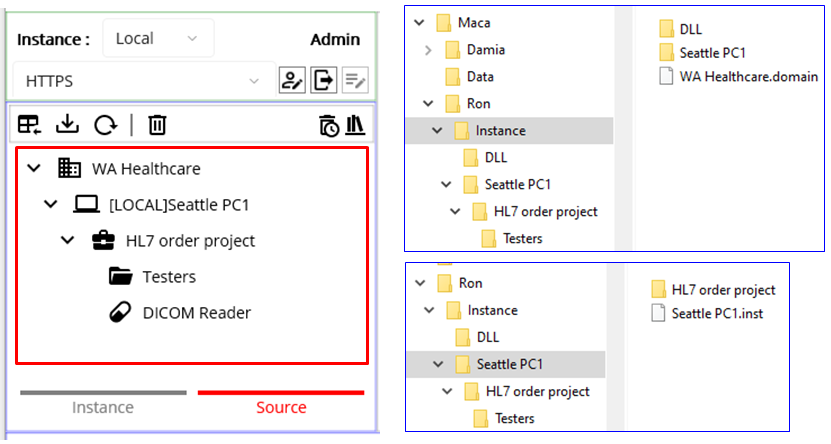 Instance : Local Admin
HTTPS
WA Healthcare
[LOCAL]Seattle PC1
HL7 order project
Testers
DICOM Reader
Instance Source
Maca
Damia
Data
Ron
Instance
DLL
Seattle PC1
HL7 order project
Testers
DLL
Seattle PC1
WA Healthcare.domain
Ron
Instance
DLL
Seattle PC1
HL7 order project
Testers
HL7 order project
Seattle PC1.inst